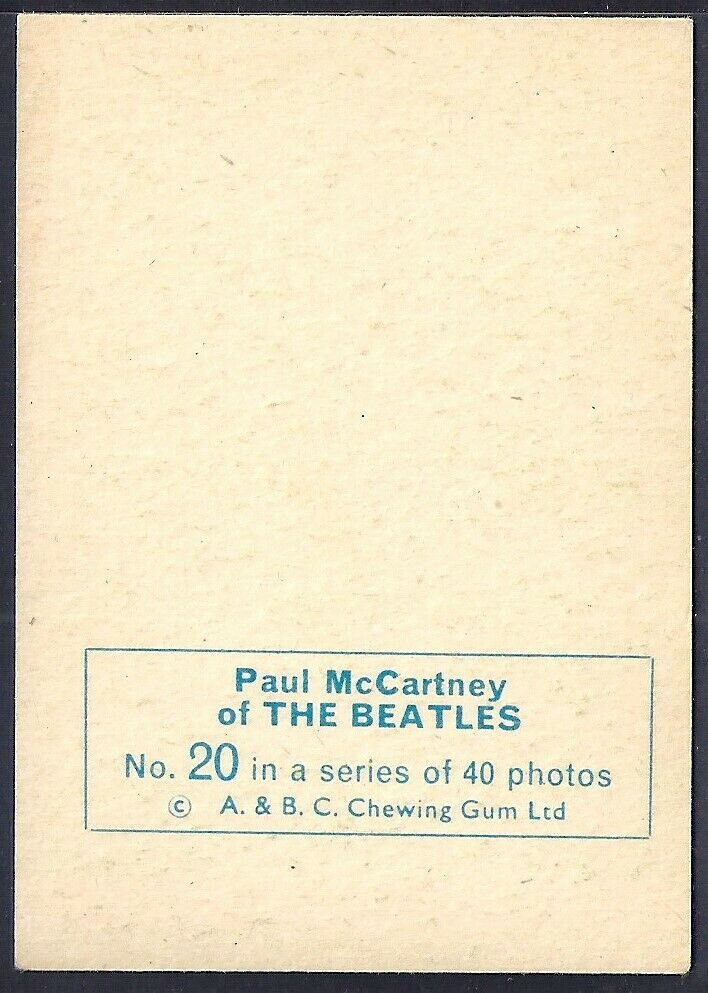 Paul McCartney
of THE BEATLES
No. 20 in a series of 40 photos
© A. & B. C. Chewing Gum Ltd